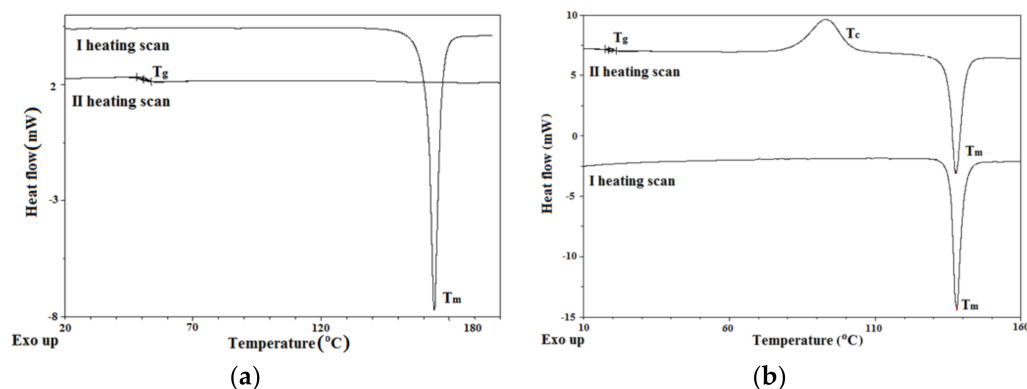 I heating scan
Tg
II heating scan
Tm
2
-3
-8
20
70
120
180
Heat flow(mW)
Exo up
Temperature(°C)
(a)
Tg
Tc
II heating scan
Tm
I heating scan
Tm
10
5
0
-5
-10
-15
10
60
110
160
Heat flow (mW)
Exo up
Temperature (°C)
(b)